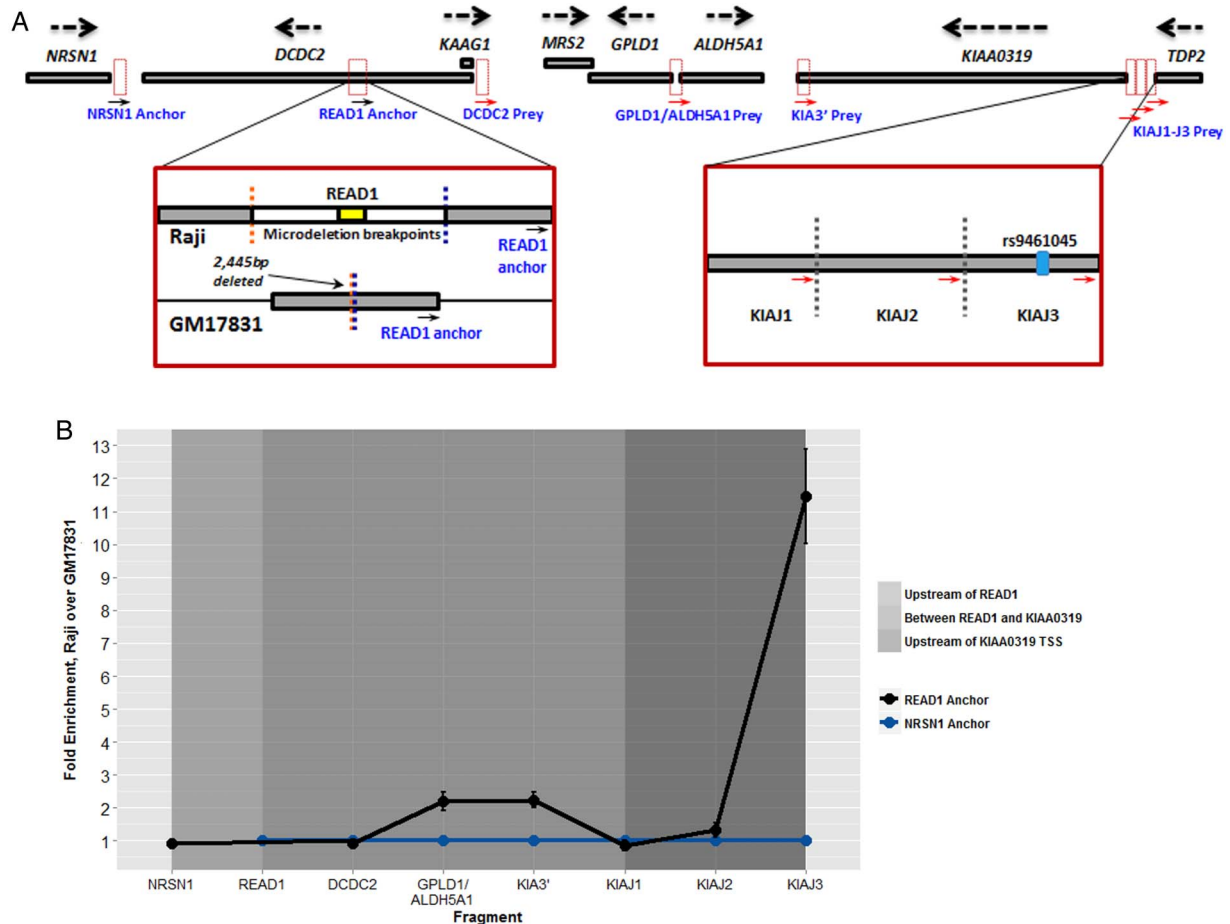 A
NRSN1
DCDC2
KAAG1
MRS2
GPLD1
ALDH5A1
KIAA0319
TDP2
NRSN1 Anchor
READ1 Anchor
DCDC2 Prey
GPLD1/ALDH5A1 Prey
KIA3' Prey
KIAJ1-J3 Prey
READ1
Raji
Microdeletion breakpoints
READ1
anchor
2,445bp
deleted
GM17831
READ1 anchor
rs9461045
KIAJ1
KIAJ2
KIAJ3
B
Fold Enrichment, Raji over GM17831
13
12
11
10
9
8
7
6
5
4
3
2
1
NRSN1
READ1
DCDC2
GPLD1/
ALDH5A1
KIA3'
KIAJ1
KIAJ2
KIAJ3
Fragment
Upstream of READ1
Between READ1 and KIAA0319
Upstream of KIAA0319 TSS
READ1 Anchor
NRSN1 Anchor